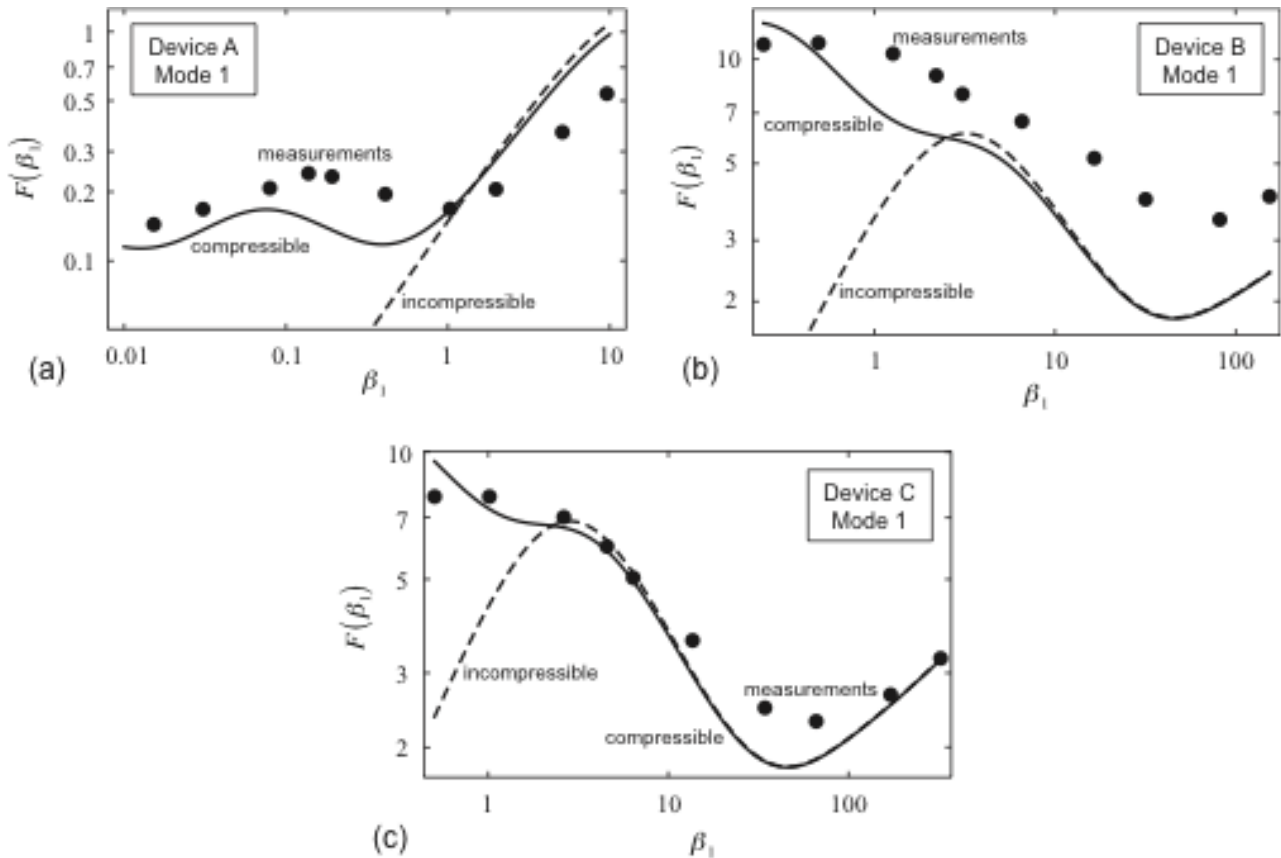 1
0.7
0.5
0.3
0.2
0.1
F(β₁)
Device A
Mode 1
measurements
compressible
incompressible
0.01
0.1
1
10
β₁
(a)
10
7
5
3
2
F(β₁)
measurements
Device B
Mode 1
compressible
incompressible
1
10
100
β₁
(b)
10
7
5
3
2
F(β₁)
Device C
Mode 1
incompressible
measurements
compressible
1
10
100
β₁
(c)